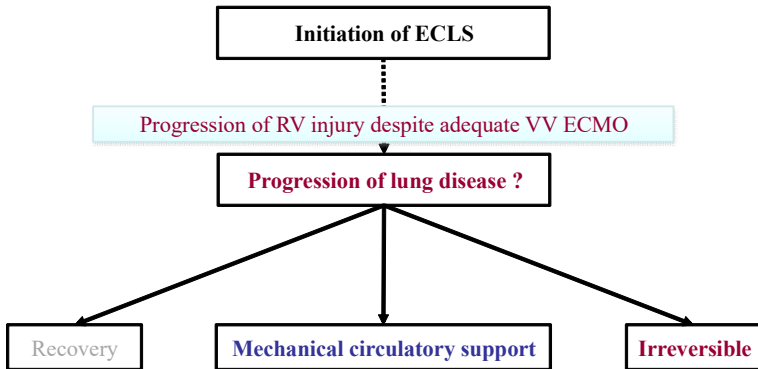 Initiation of ECLS
Progression of RV injury despite adequate VV ECMO
Progression of lung disease ?
Recovery
Mechanical circulatory support
Irreversible